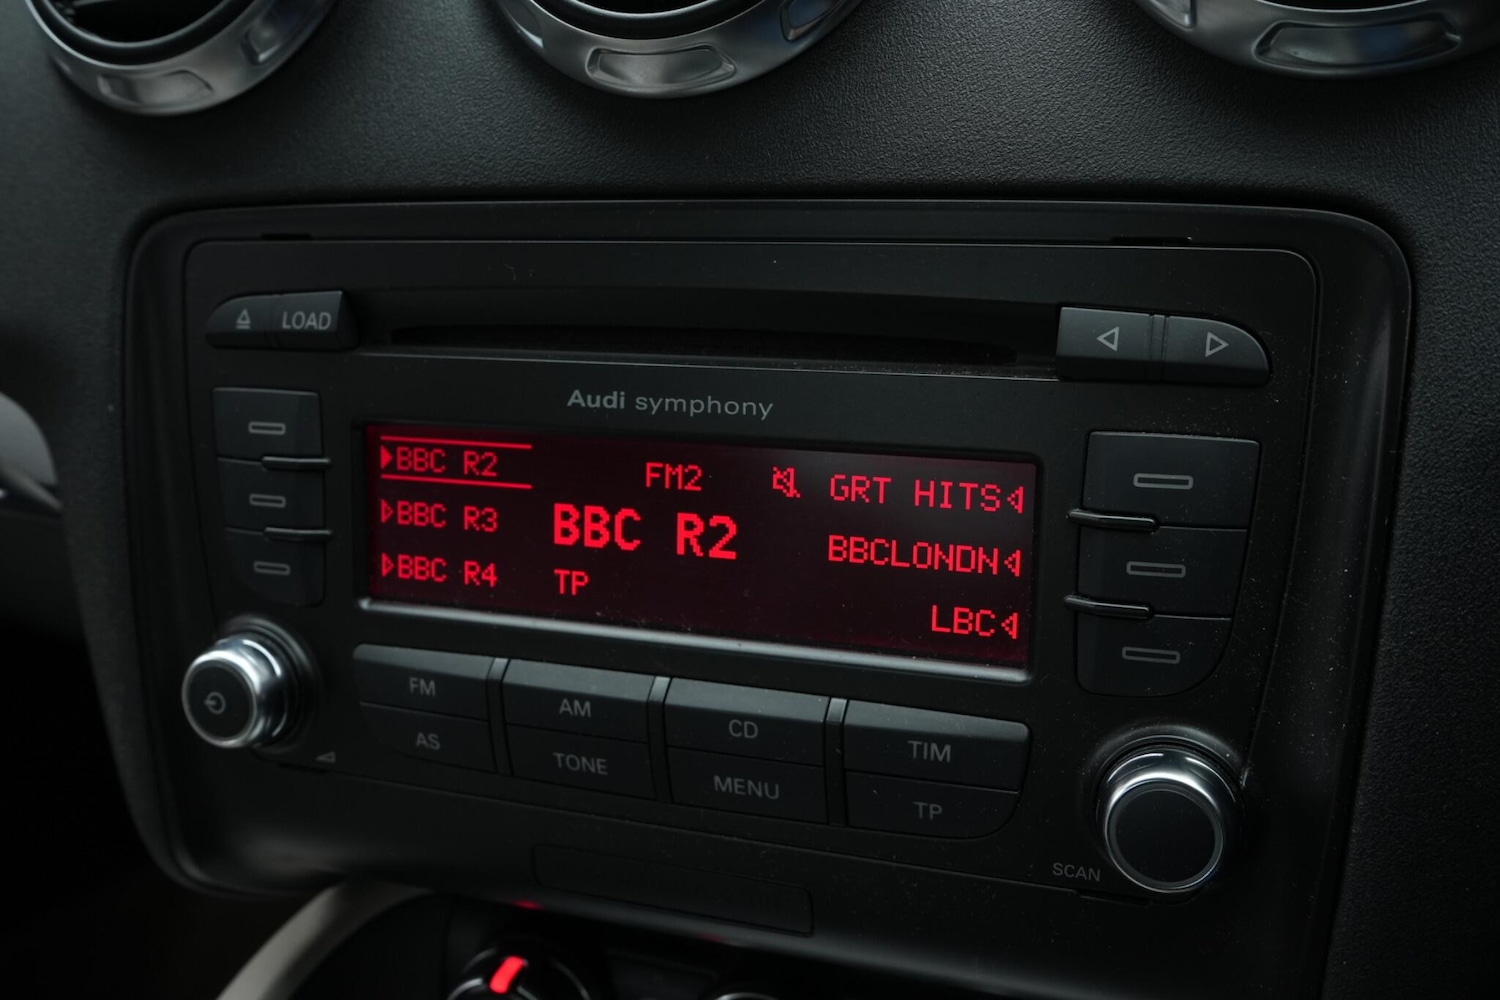 LOAD
Audi symphony
BBC R2
FM2
GRT HITS
BBC R3
BBC R2
BBCLONDN
BBC R4
TP
LBC
FM
AM
CD
TIM
AS
TONE
MENU
TP
SCAN